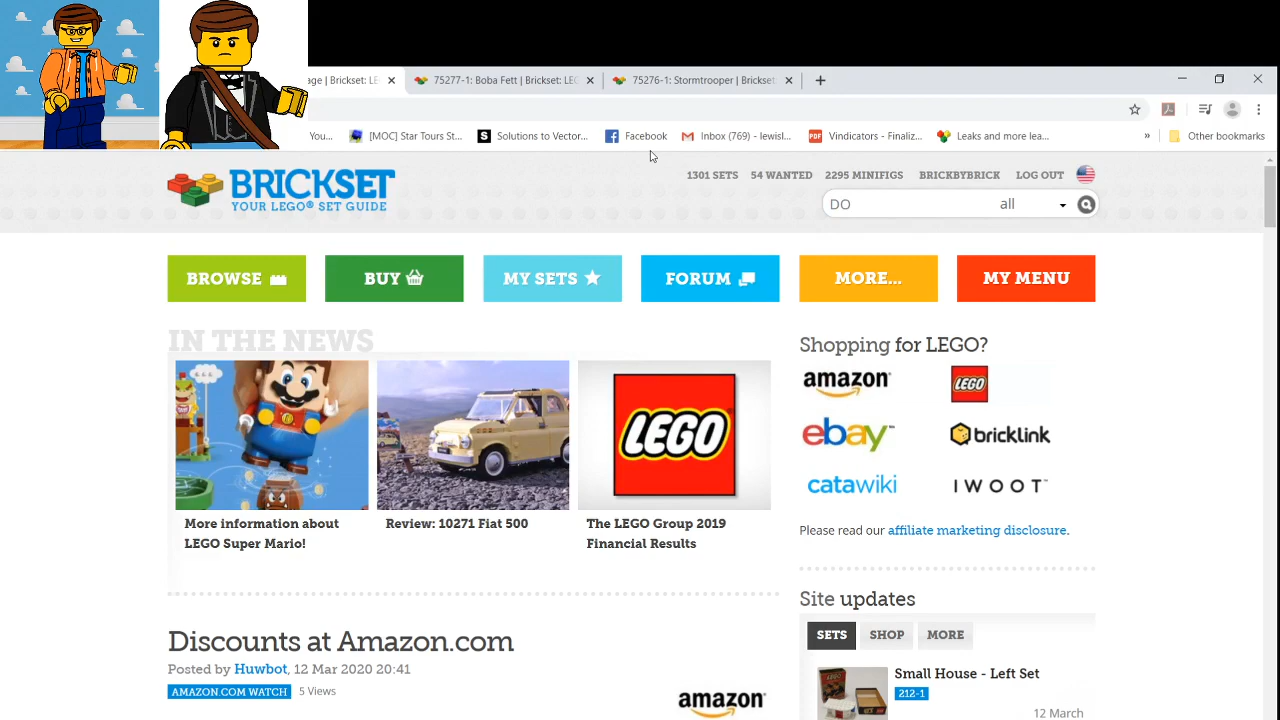 age | Brickset: LE
75277-1: Boba Fett | Brickset: LEG
75276-1: Stormtrooper | Brickset:
You...
[MOC] Star Tours St...
S Solutions to Vector...
Facebook
Inbox (769) - lewisl...
PDF Vindicators - Finaliz...
Leaks and more lea...
»
Other bookmarks
BRICKSET
YOUR LEGO® SET GUIDE
1301 SETS 54 WANTED 2295 MINIFIGS BRICKBYBRICK LOG OUT
DO all
BROWSE BUY MY SETS FORUM MORE... MY MENU
IN THE NEWS
LEGO
More information about
LEGO Super Mario!
Review: 10271 Fiat 500
The LEGO Group 2019
Financial Results
Shopping for LEGO?
amazon™ LEGO
ebay™ bricklink
catawiki IWOOT™
Please read our affiliate marketing disclosure.
Discounts at Amazon.com
Posted by Huwbot, 12 Mar 2020 20:41
AMAZON.COM WATCH 5 Views
amazon™
Site updates
SETS SHOP MORE
Small House - Left Set
212-1
12 March